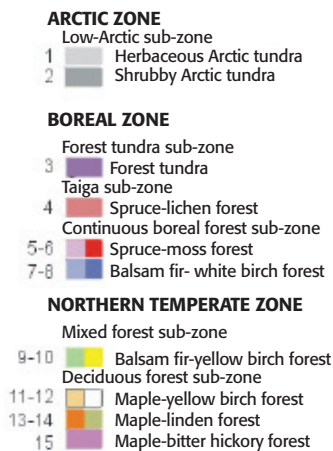 ARCTIC ZONE
Low-Arctic sub-zone
1 Herbaceous Arctic tundra
2 Shrubby Arctic tundra
BOREAL ZONE
Forest tundra sub-zone
3 Forest tundra
Taiga sub-zone
4 Spruce-lichen forest
Continuous boreal forest sub-zone
5-6 Spruce-moss forest
7-8 Balsam fir- white birch forest
NORTHERN TEMPERATE ZONE
Mixed forest sub-zone
9-10 Balsam fir-yellow birch forest
Deciduous forest sub-zone
11-12 Maple-yellow birch forest
13-14 Maple-linden forest
15 Maple-bitter hickory forest